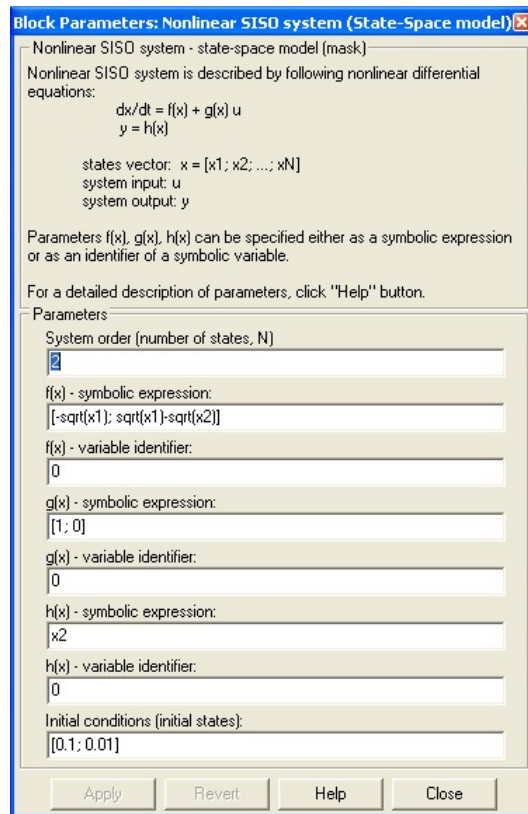 Block Parameters: Nonlinear SISO system (State-Space model)
Nonlinear SISO system - state-space model (mask)
Nonlinear SISO system is described by following nonlinear differential
equations:
dx/dt = f(x) + g(x) u
y = h(x)
states vector: x = [x1; x2; ...; xN]
system input: u
system output: y
Parameters f(x), g(x), h(x) can be specified either as a symbolic expression
or as an identifier of a symbolic variable.
For a detailed description of parameters, click "Help" button.
Parameters
System order (number of states, N)
2
f(x) - symbolic expression:
[-sqrt(x1); sqrt(x1)-sqrt(x2)]
f(x) - variable identifier:
0
g(x) - symbolic expression:
[1; 0]
g(x) - variable identifier:
0
h(x) - symbolic expression:
x2
h(x) - variable identifier:
0
Initial conditions (initial states):
[0.1; 0.01]
Apply Revert Help Close